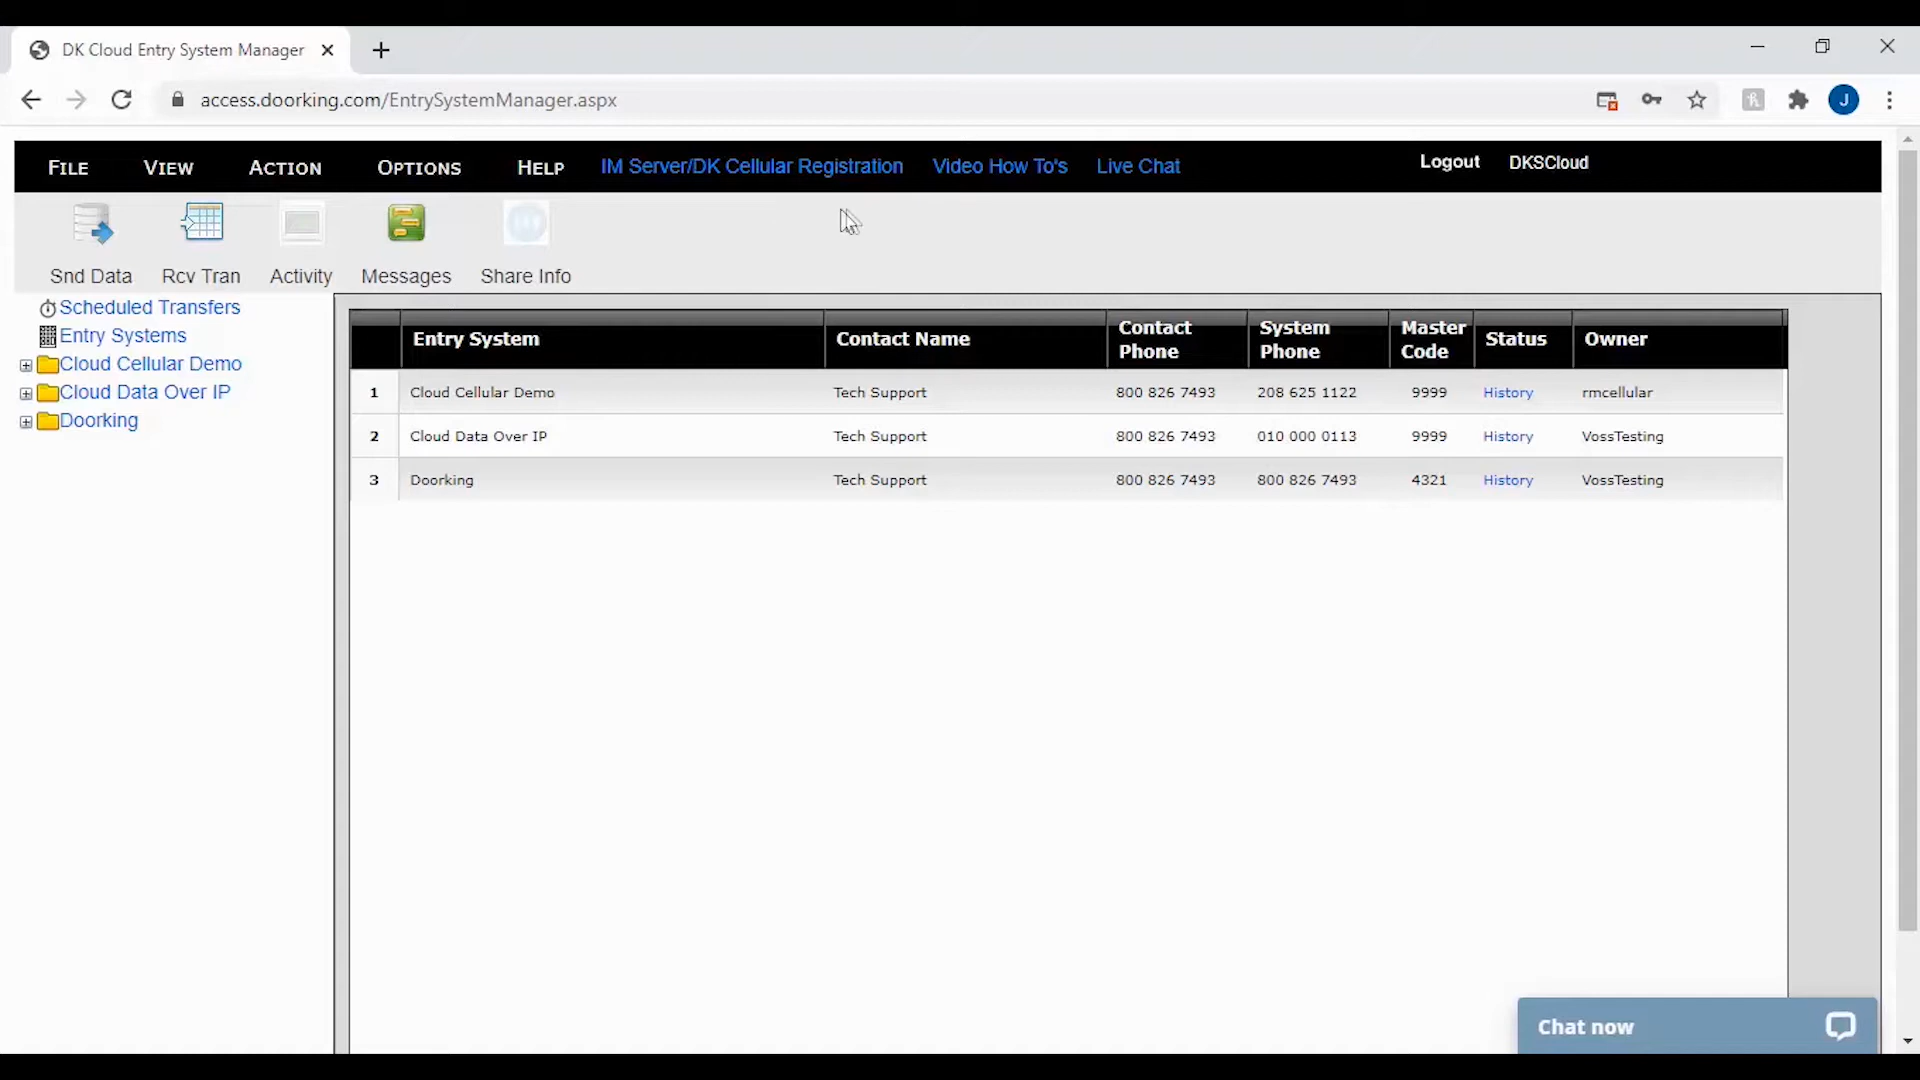 DK Cloud Entry System Manager
access.doorking.com/EntrySystemManager.aspx
J
FILE VIEW ACTION OPTIONS HELP IM Server/DK Cellular Registration Video How To's Live Chat Logout DKSCloud
Snd Data Rcv Tran Activity Messages Share Info
Scheduled Transfers
Entry Systems
Cloud Cellular Demo
Cloud Data Over IP
Doorking
Entry System Contact Name Contact Phone System Phone Master Code Status Owner
1 Cloud Cellular Demo Tech Support 800 826 7493 208 625 1122 9999 History rmcellular
2 Cloud Data Over IP Tech Support 800 826 7493 010 000 0113 9999 History VossTesting
3 Doorking Tech Support 800 826 7493 800 826 7493 4321 History VossTesting
Chat now